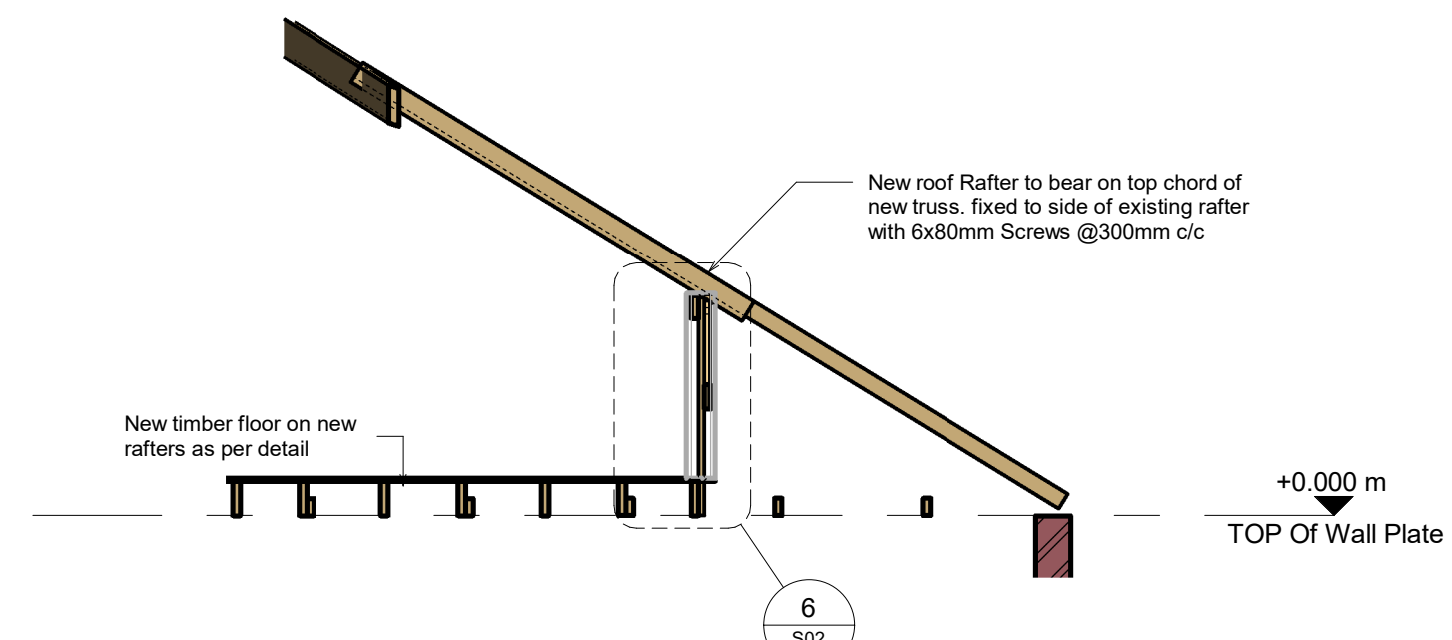 New roof Rafter to bear on top chord of
new truss. fixed to side of existing rafter
with 6x80mm Screws @300mm c/c
New timber floor on new
rafters as per detail
+0.000 m
TOP Of Wall Plate
6
S02